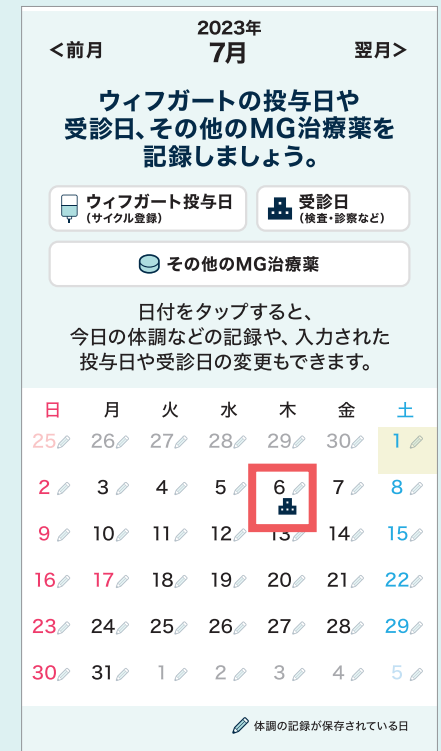 2023年
<前月 7月 翌月>
ウィフガートの投与日や
受診日、その他のMG治療薬を
記録しましょう。
ウィフガート投与日
(サイクル登録)
受診日
(検査・診察など)
その他のMG治療薬
日付をタップすると、
今日の体調などの記録や、入力された
投与日や受診日の変更もできます。
日 月 火 水 木 金 土
25 26 27 28 29 30 1
2 3 4 5 6 7 8
9 10 11 12 13 14 15
16 17 18 19 20 21 22
23 24 25 26 27 28 29
30 31 1 2 3 4 5
体調の記録が保存されている日